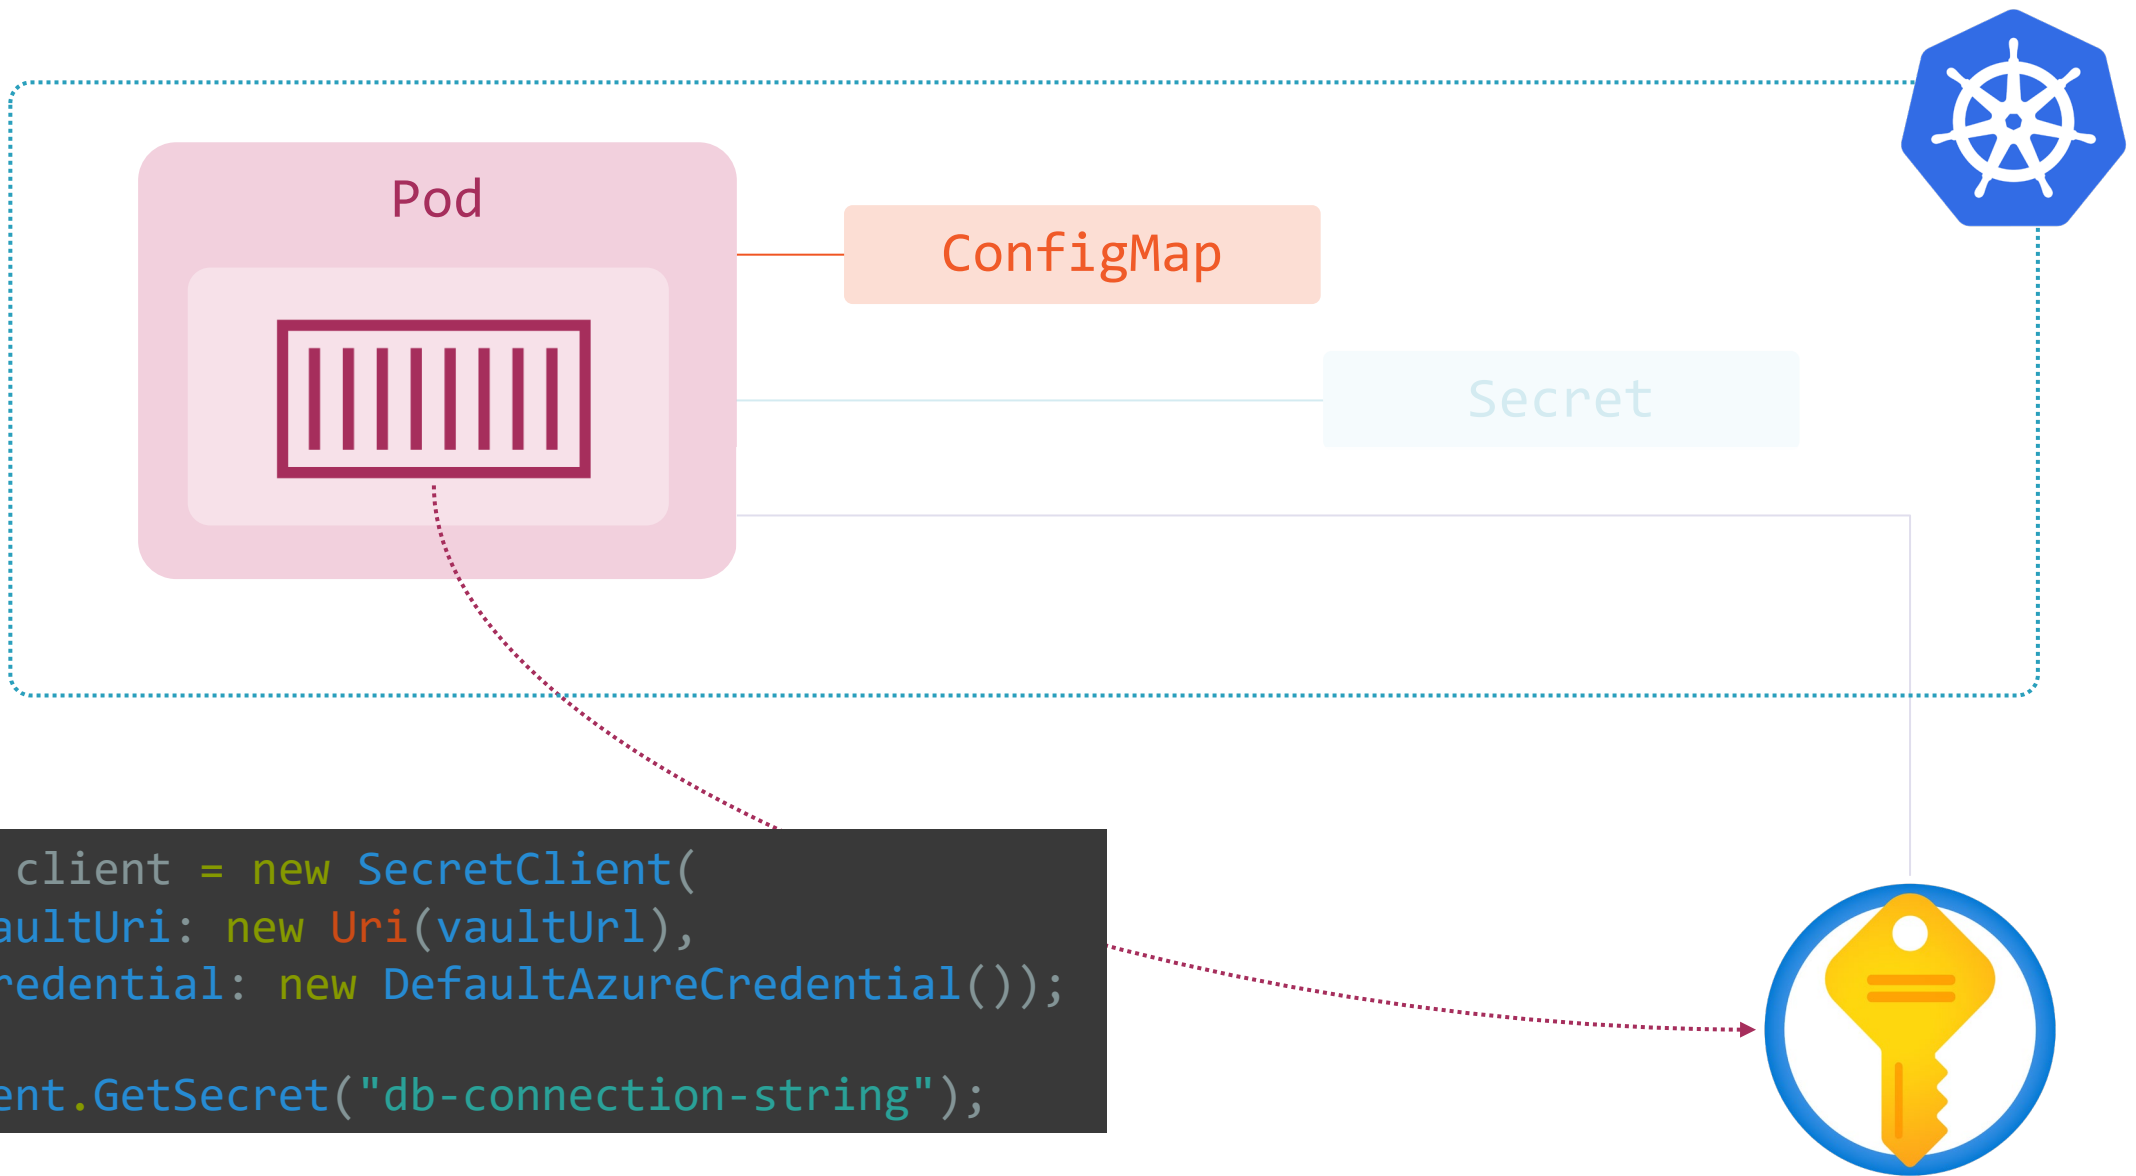 Pod
ConfigMap
Secret
client = new SecretClient(
aultUri: new Uri(vaultUrl),
redential: new DefaultAzureCredential());
ent.GetSecret("db-connection-string");